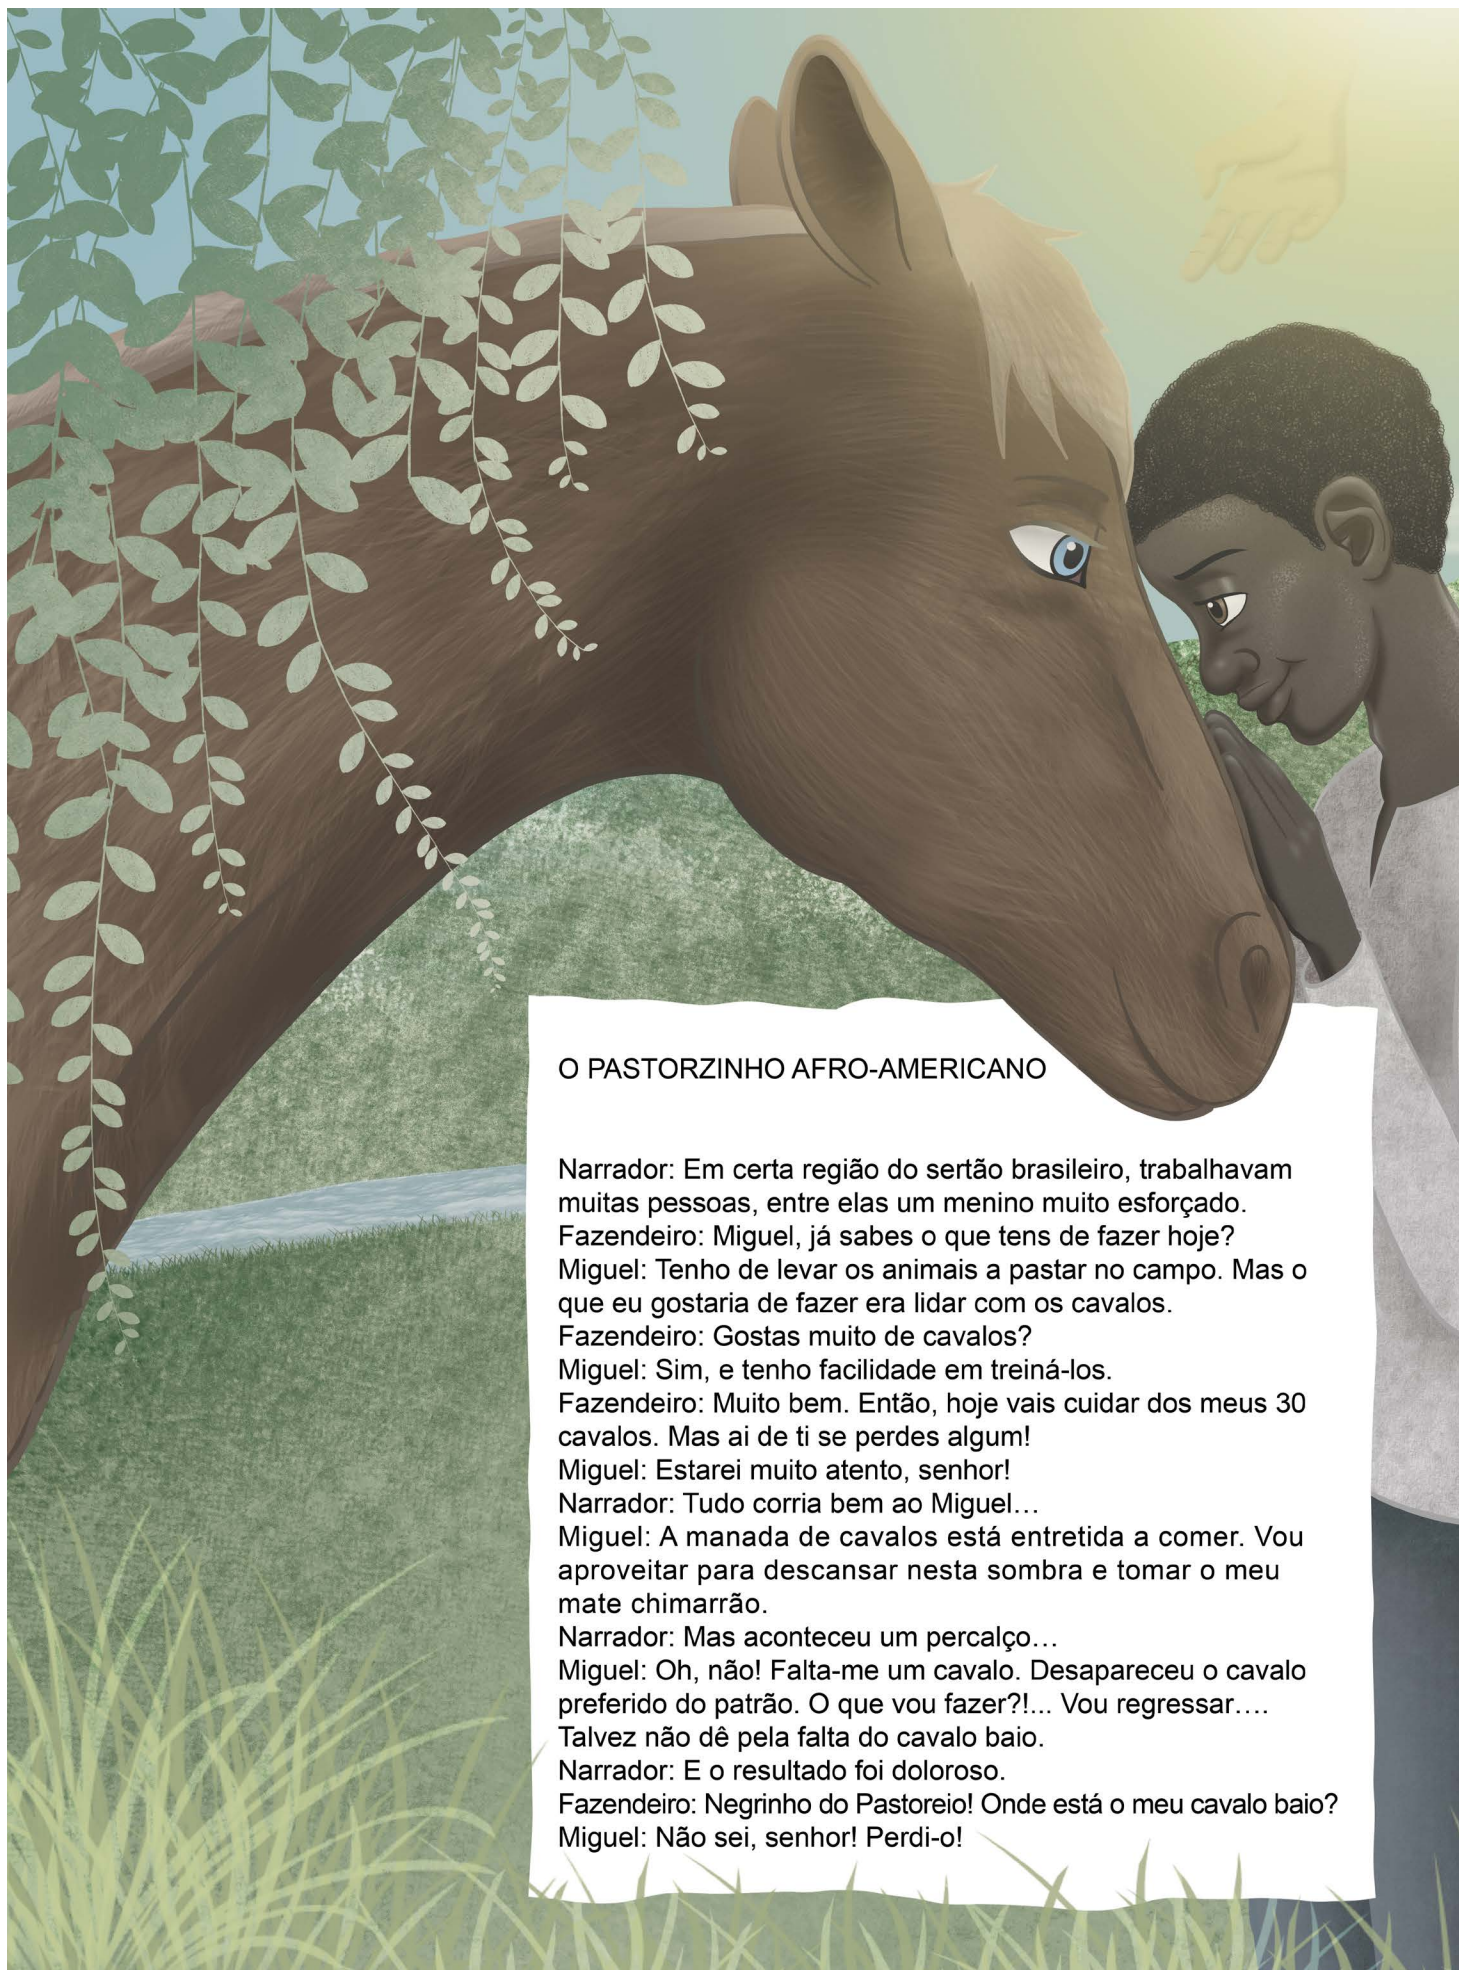 O PASTORZINHO AFRO-AMERICANO
Narrador: Em certa região do sertão brasileiro, trabalhavam
muitas pessoas, entre elas um menino muito esforçado.
Fazendeiro: Miguel, já sabes o que tens de fazer hoje?
Miguel: Tenho de levar os animais a pastar no campo. Mas o
que eu gostaria de fazer era lidar com os cavalos.
Fazendeiro: Gostas muito de cavalos?
Miguel: Sim, e tenho facilidade em treiná-los.
Fazendeiro: Muito bem. Então, hoje vais cuidar dos meus 30
cavalos. Mas ai de ti se perdes algum!
Miguel: Estarei muito atento, senhor!
Narrador: Tudo corria bem ao Miguel…
Miguel: A manada de cavalos está entretida a comer. Vou
aproveitar para descansar nesta sombra e tomar o meu
mate chimarrão.
Narrador: Mas aconteceu um percalço…
Miguel: Oh, não! Falta-me um cavalo. Desapareceu o cavalo
preferido do patrão. O que vou fazer?!... Vou regressar….
Talvez não dê pela falta do cavalo baio.
Narrador: E o resultado foi doloroso.
Fazendeiro: Negrinho do Pastoreio! Onde está o meu cavalo baio?
Miguel: Não sei, senhor! Perdi-o!